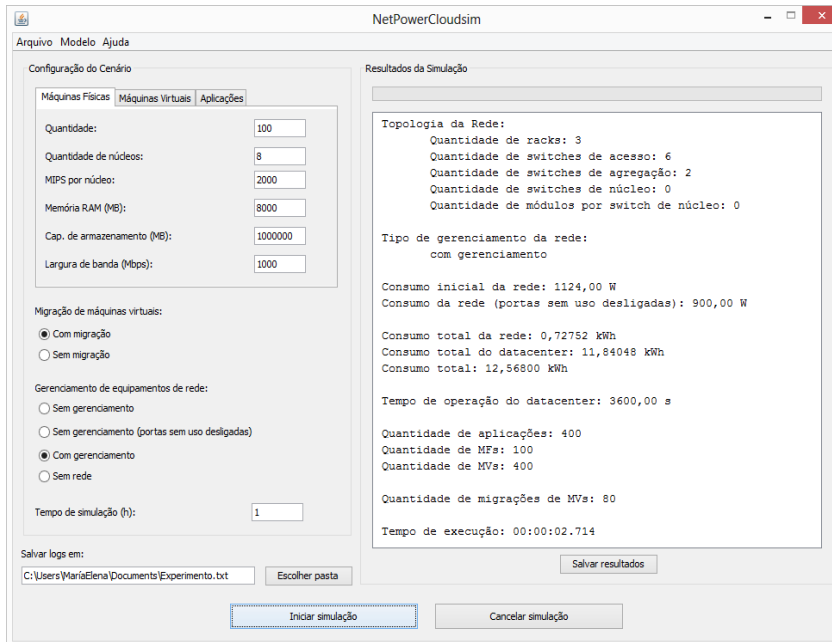 NetPowerCloudsim
Arquivo Modelo Ajuda
Configuração do Cenário
Máquinas Físicas Máquinas Virtuais Aplicações
Quantidade: 100
Quantidade de núcleos: 8
MIPS por núcleo: 2000
Memória RAM (MB): 8000
Cap. de armazenamento (MB): 1000000
Largura de banda (Mbps): 1000
Migração de máquinas virtuais:
Com migração
Sem migração
Gerenciamento de equipamentos de rede:
Sem gerenciamento
Sem gerenciamento (portas sem uso desligadas)
Com gerenciamento
Sem rede
Tempo de simulação (h): 1
Salvar logs em:
C:\Users\MaríaElena\Documents\Experimento.txt Escolher pasta
Resultados da Simulação
Topologia da Rede:
Quantidade de racks: 3
Quantidade de switches de acesso: 6
Quantidade de switches de agregação: 2
Quantidade de switches de núcleo: 0
Quantidade de módulos por switch de núcleo: 0
Tipo de gerenciamento da rede:
com gerenciamento
Consumo inicial da rede: 1124,00 W
Consumo da rede (portas sem uso desligadas): 900,00 W
Consumo total da rede: 0,72752 kWh
Consumo total do datacenter: 11,84048 kWh
Consumo total: 12,56800 kWh
Tempo de operação do datacenter: 3600,00 s
Quantidade de aplicações: 400
Quantidade de MFs: 100
Quantidade de MVs: 400
Quantidade de migrações de MVs: 80
Tempo de execução: 00:00:02.714
Salvar resultados
Iniciar simulação Cancelar simulação